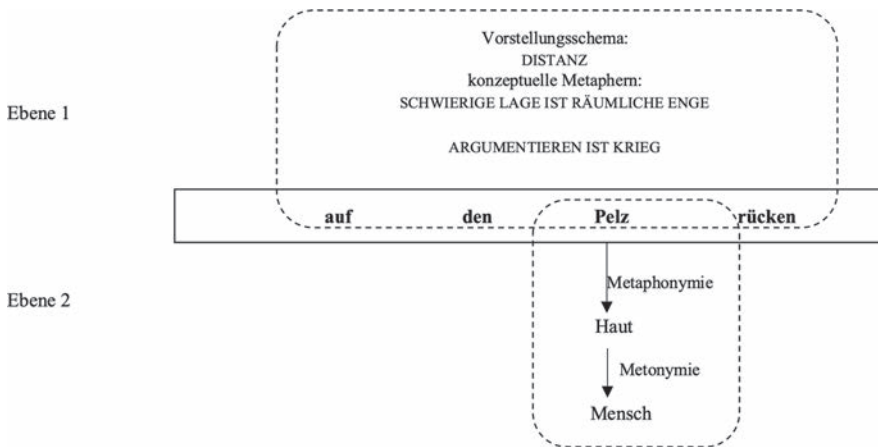 Vorstellungsschema:
DISTANZ
konzeptuelle Metaphern:
SCHWIERIGE LAGE IST RÄUMLICHE ENGE
Ebene 1
ARGUMENTIEREN IST KRIEG
auf den Pelz rücken
Ebene 2
Metaphonymie
Haut
Metonymie
Mensch